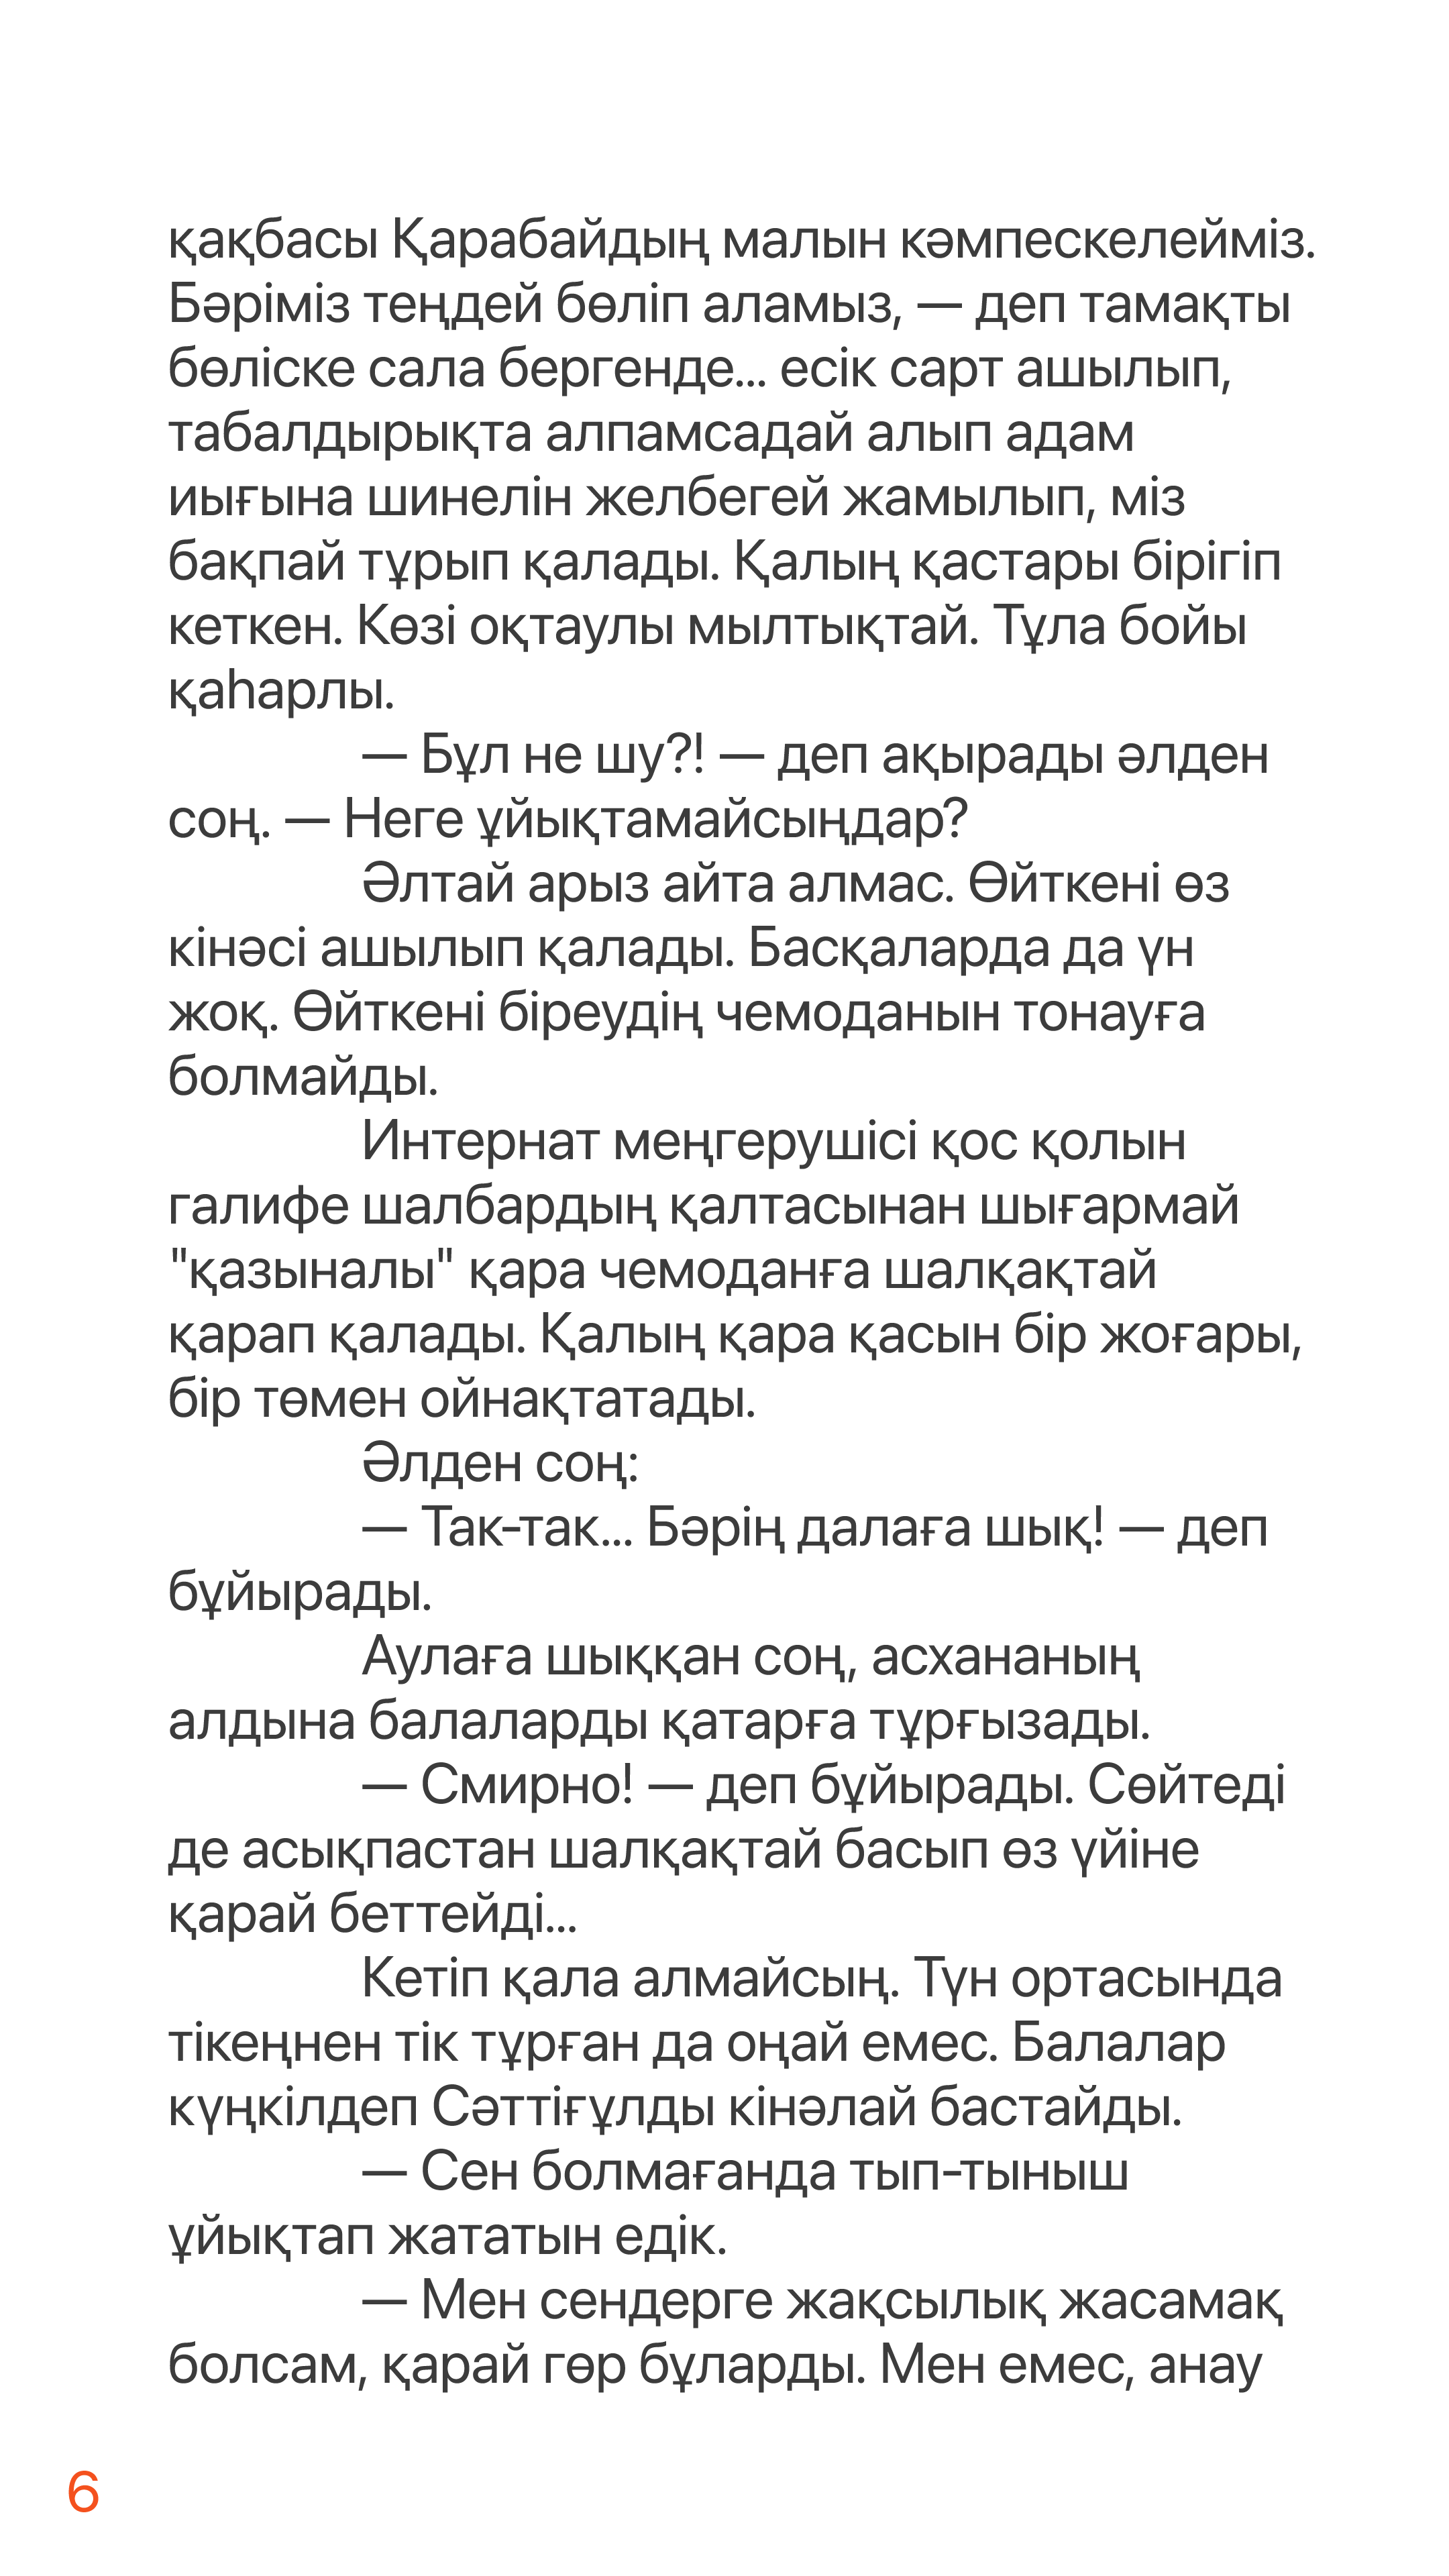 қақбасы Қарабайдың малын кәмпескелейміз.
Бәріміз теңдей бөліп аламыз, — деп тамақты
бөліске сала бергенде... есік сарт ашылып,
табалдырықта алпамсадай алып адам
иығына шинелін желбегей жамылып, міз
бақпай тұрып қалады. Қалың қастары бірігіп
кеткен. Көзі оқтаулы мылтықтай. Тұла бойы
қаһарлы.
— Бұл не шу?! — деп ақырады әлден
соң. — Неге ұйықтамайсыңдар?
Әлтай арыз айта алмас. Өйткені өз
кінәсі ашылып қалады. Басқаларда да үн
жоқ. Өйткені біреудің чемоданын тонауға
болмайды.
Интернат меңгерушісі қос қолын
галифе шалбардың қалтасынан шығармай
"қазыналы" қара чемоданға шалқақтай
қарап қалады. Қалың қара қасын бір жоғары,
бір төмен ойнақтатады.
Әлден соң:
— Так-так... Бәрің далаға шық! — деп
бұйырады.
Аулаға шыққан соң, асхананың
алдына балаларды қатарға тұрғызады.
— Смирно! — деп бұйырады. Сөйтеді
де асықпастан шалқақтай басып өз үйіне
қарай беттейді...
Кетіп қала алмайсың. Түн ортасында
тікеңнен тік тұрған да оңай емес. Балалар
күңкілдеп Сәттіғұлды кінәлай бастайды.
— Сен болмағанда тып-тыныш
ұйықтап жататын едік.
— Мен сендерге жақсылық жасамақ
болсам, қарай гөр бұларды. Мен емес, анау
6